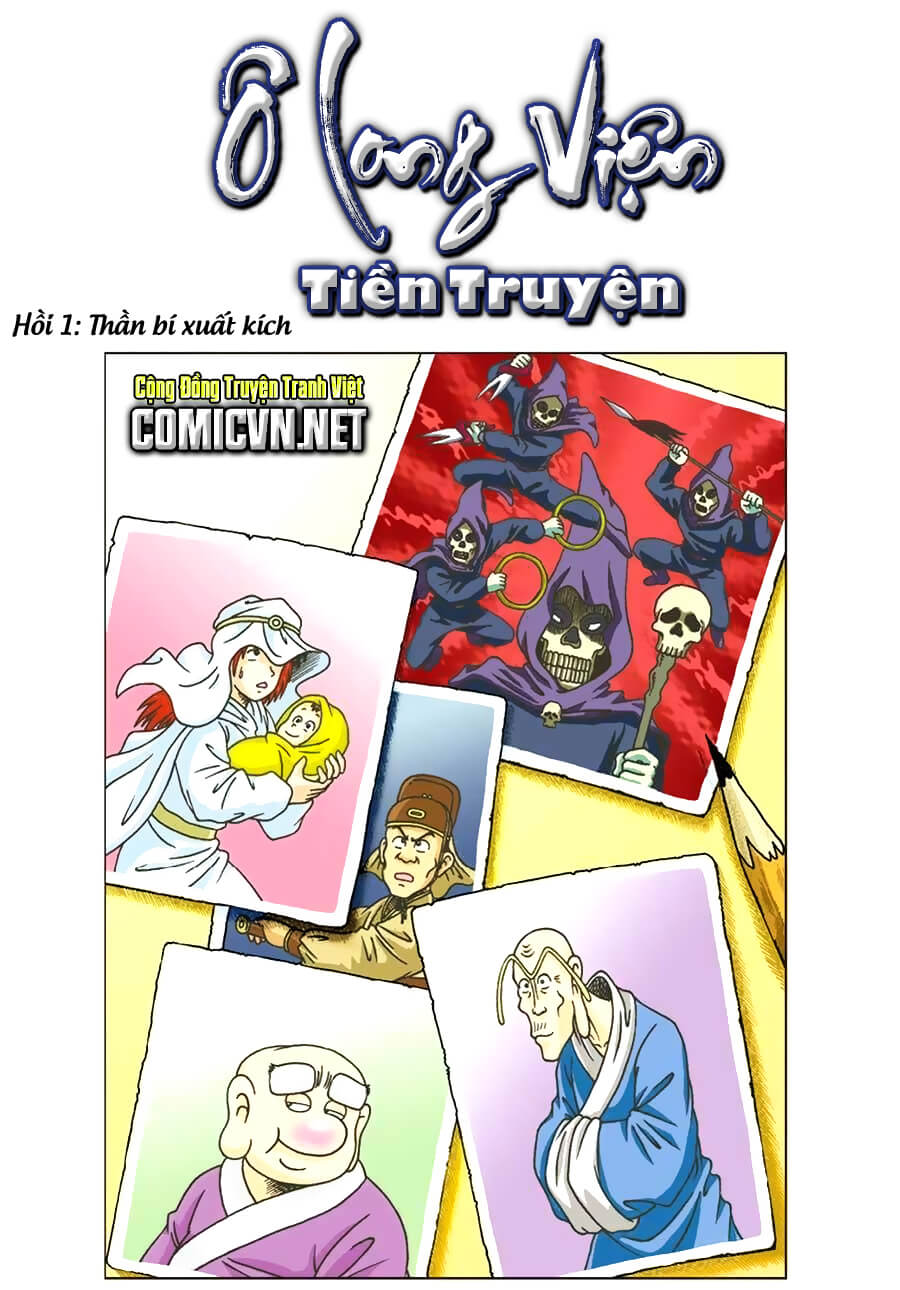 Ô Long Viện
Tiền Truyện
Hồi 1: Thần bí xuất kích
Cộng Đồng Truyện Tranh Việt
COMICVN.NET